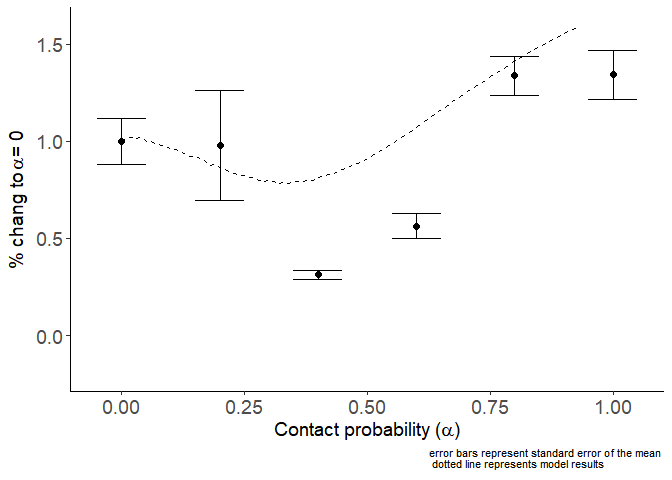 1.5
1.0
0.5
0.0
% chang to α = 0
0.00 0.25 0.50 0.75 1.00
Contact probability (α)
error bars represent standard error of the mean
dotted line represents model results